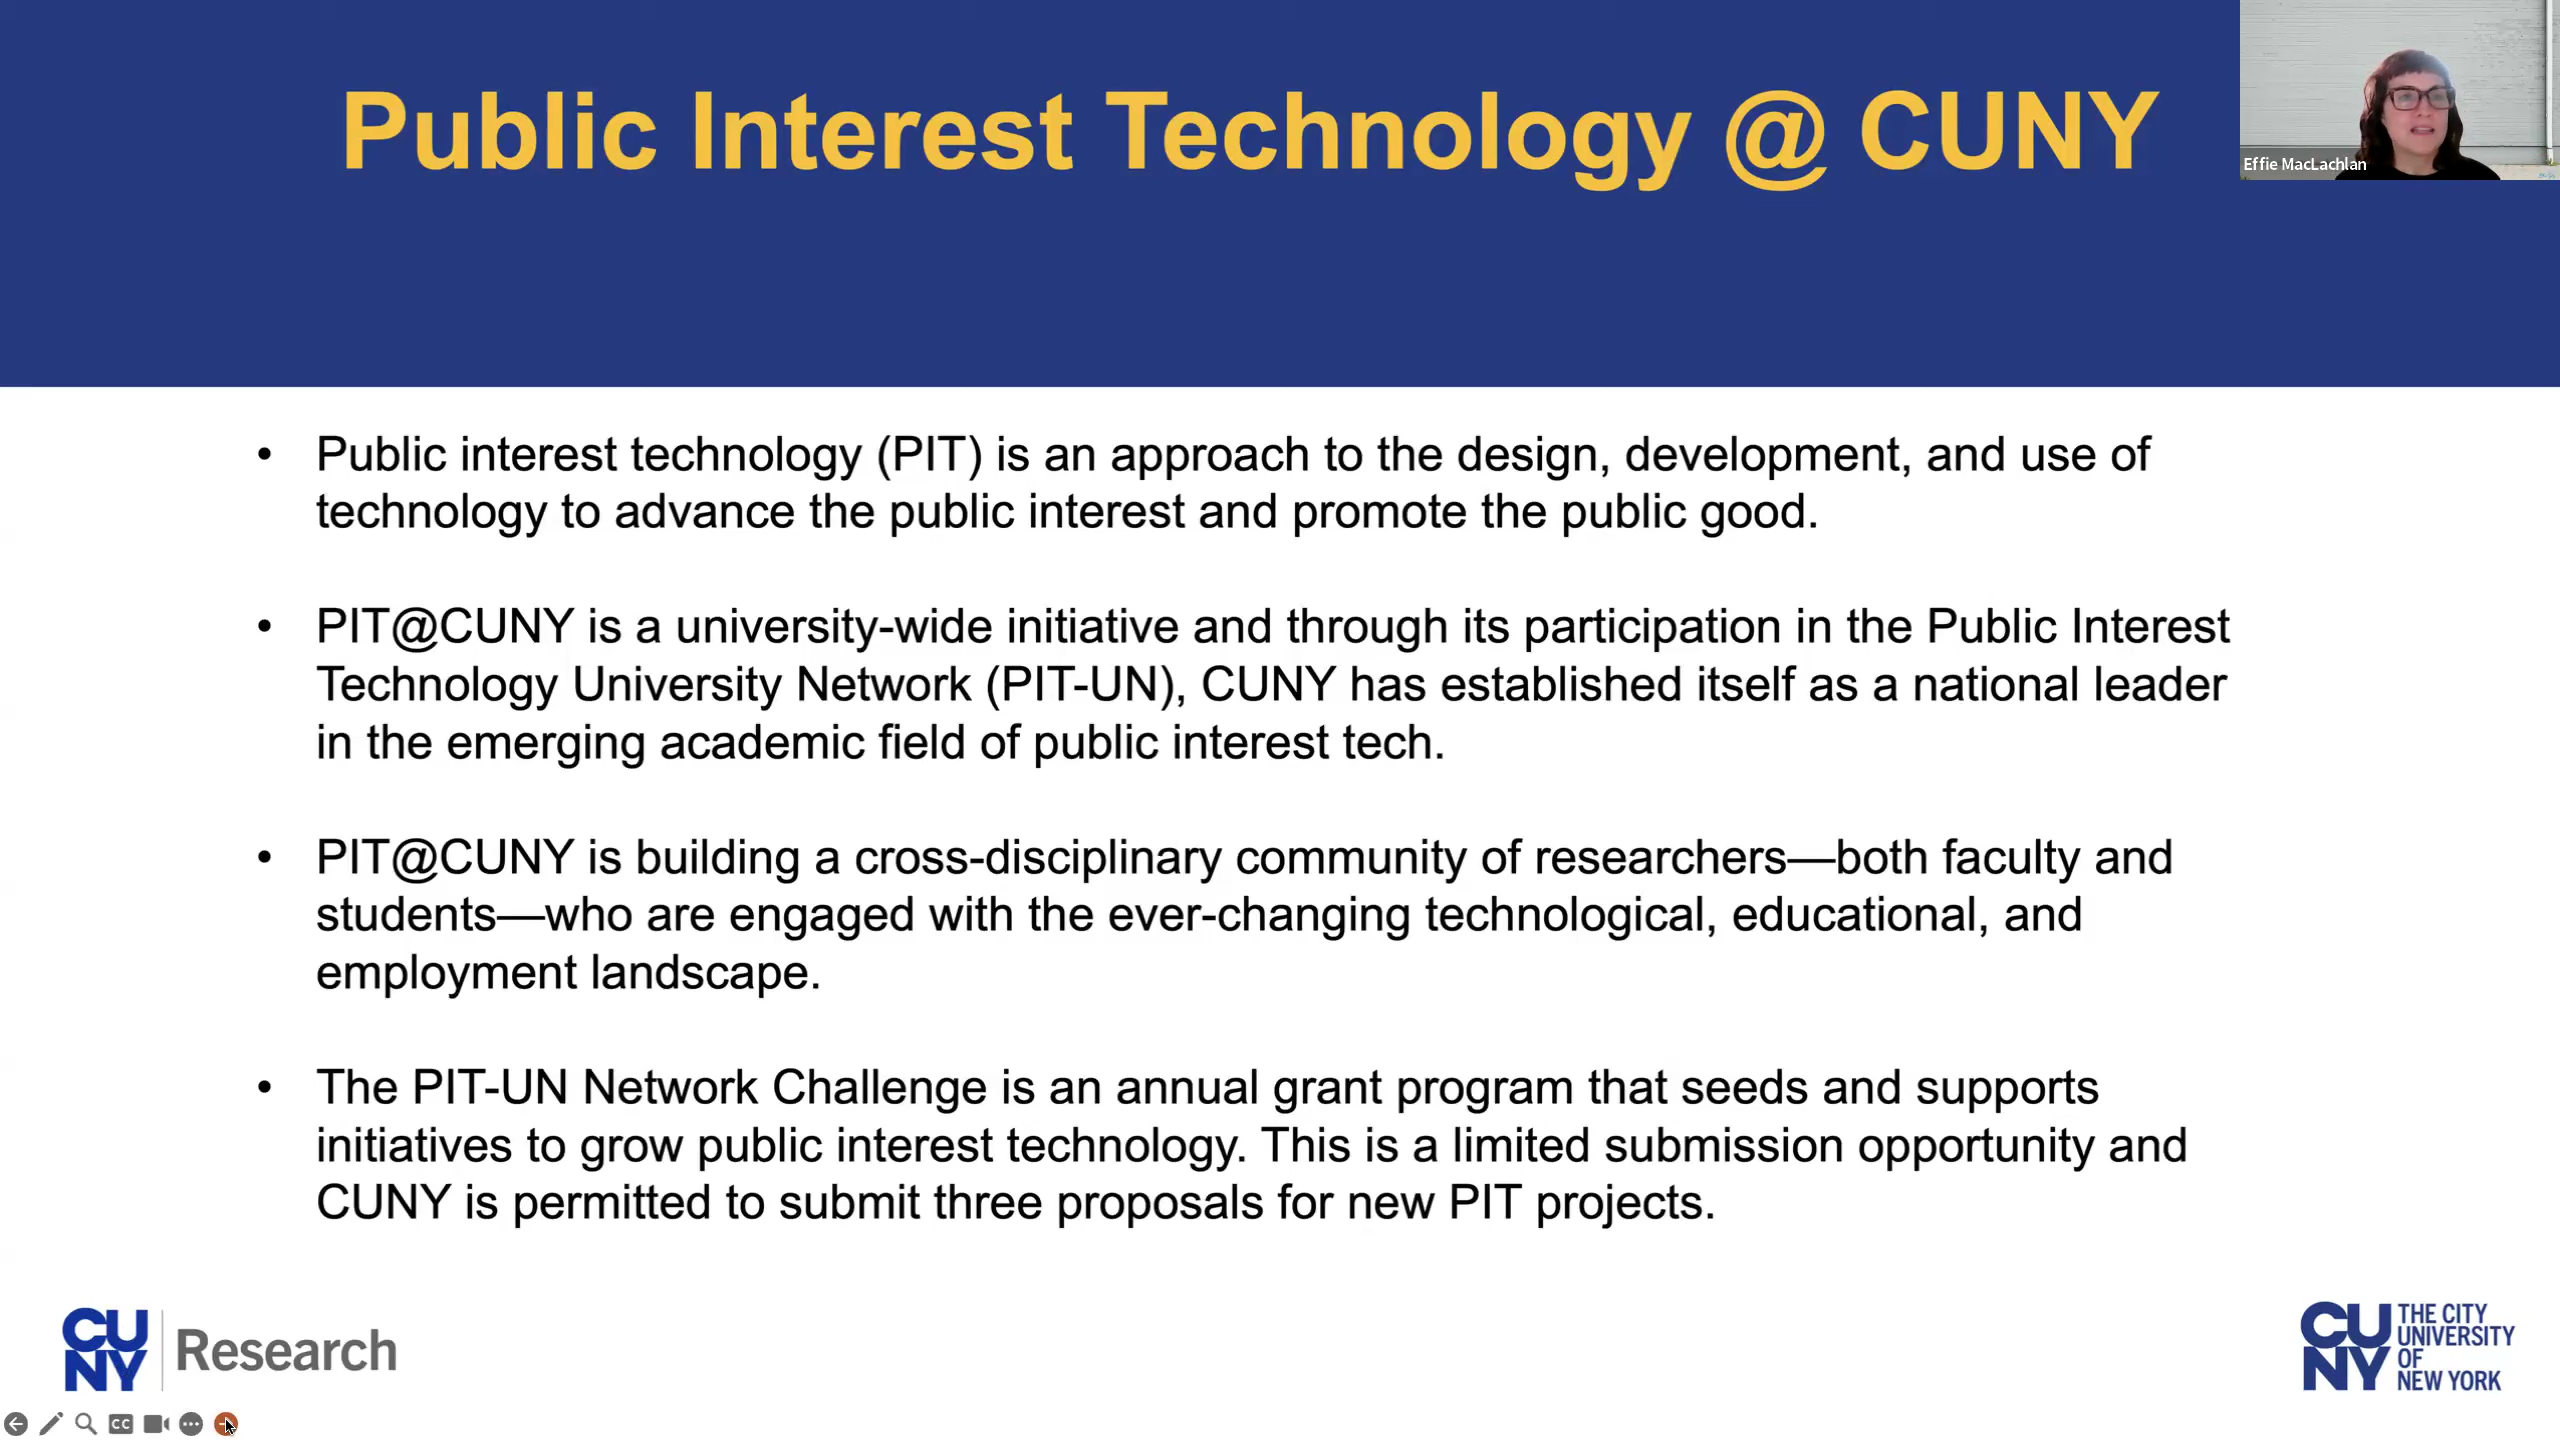 Public Interest Technology @ CUNY
Effie MacLachlan
• Public interest technology (PIT) is an approach to the design, development, and use of
technology to advance the public interest and promote the public good.
• PIT@CUNY is a university-wide initiative and through its participation in the Public Interest
Technology University Network (PIT-UN), CUNY has established itself as a national leader
in the emerging academic field of public interest tech.
• PIT@CUNY is building a cross-disciplinary community of researchers—both faculty and
students—who are engaged with the ever-changing technological, educational, and
employment landscape.
• The PIT-UN Network Challenge is an annual grant program that seeds and supports
initiatives to grow public interest technology. This is a limited submission opportunity and
CUNY is permitted to submit three proposals for new PIT projects.
CU
NY
Research
CU
NY
THE CITY
UNIVERSITY
OF
NEW YORK
CC